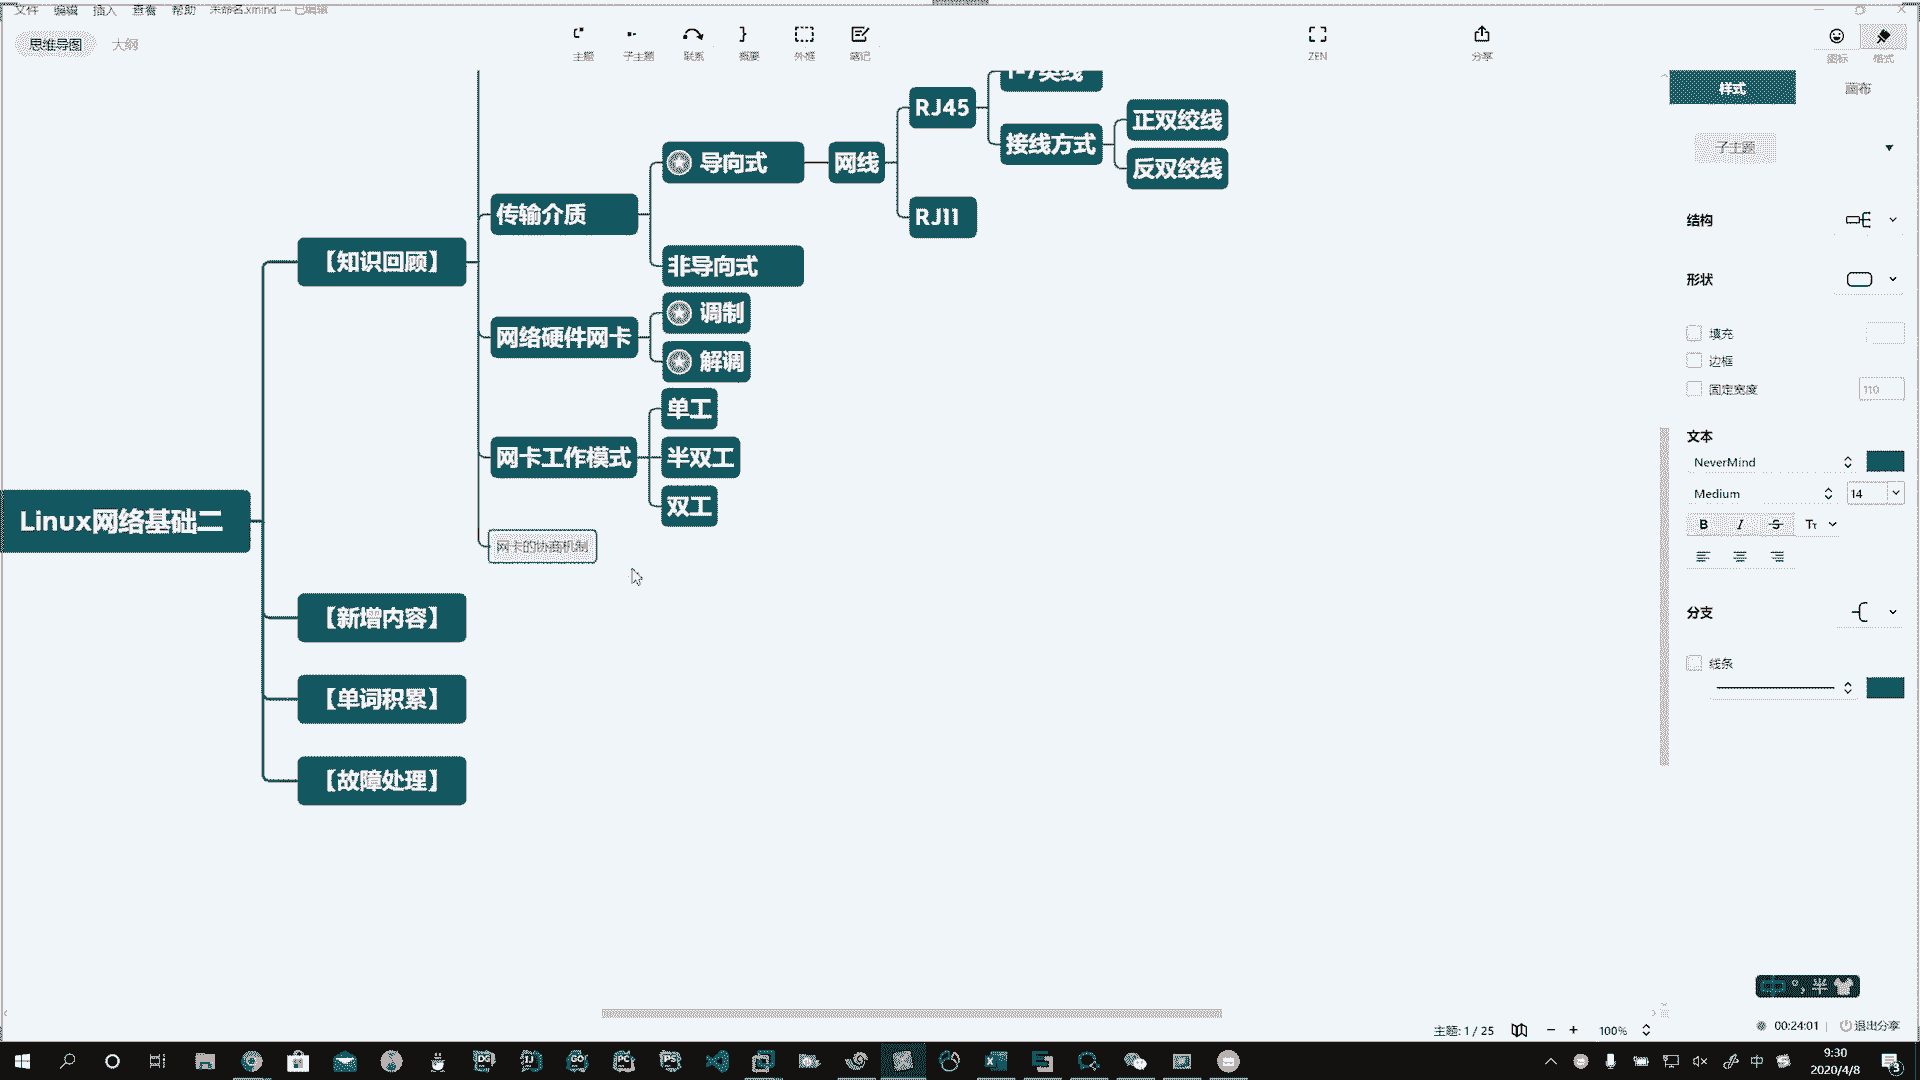 文件 编辑 插入 查看 帮助 未命名.xmind — 已编辑
思维导图 大纲
主题 子主题 联系 概要 外框 笔记 ZEN 分享 图标 格式
样式 画布
子主题
结构
形状
填充
边框
固定宽度 110
文本
NeverMind
Medium 14
B I S Tт
分支
线条
Linux网络基础二
【知识回顾】
传输介质
导向式
网线
RJ45
1-7类线
接线方式
正双绞线
反双绞线
RJ11
非导向式
网络硬件网卡
调制
解调
网卡工作模式
单工
半双工
双工
网卡的协商机制
【新增内容】
【单词积累】
【故障处理】
中 °, 半
主题: 1 / 25 − + 100%
00:24:01 退出分享
DG IJ GO PC PS
中
9:30
2020/4/8
3